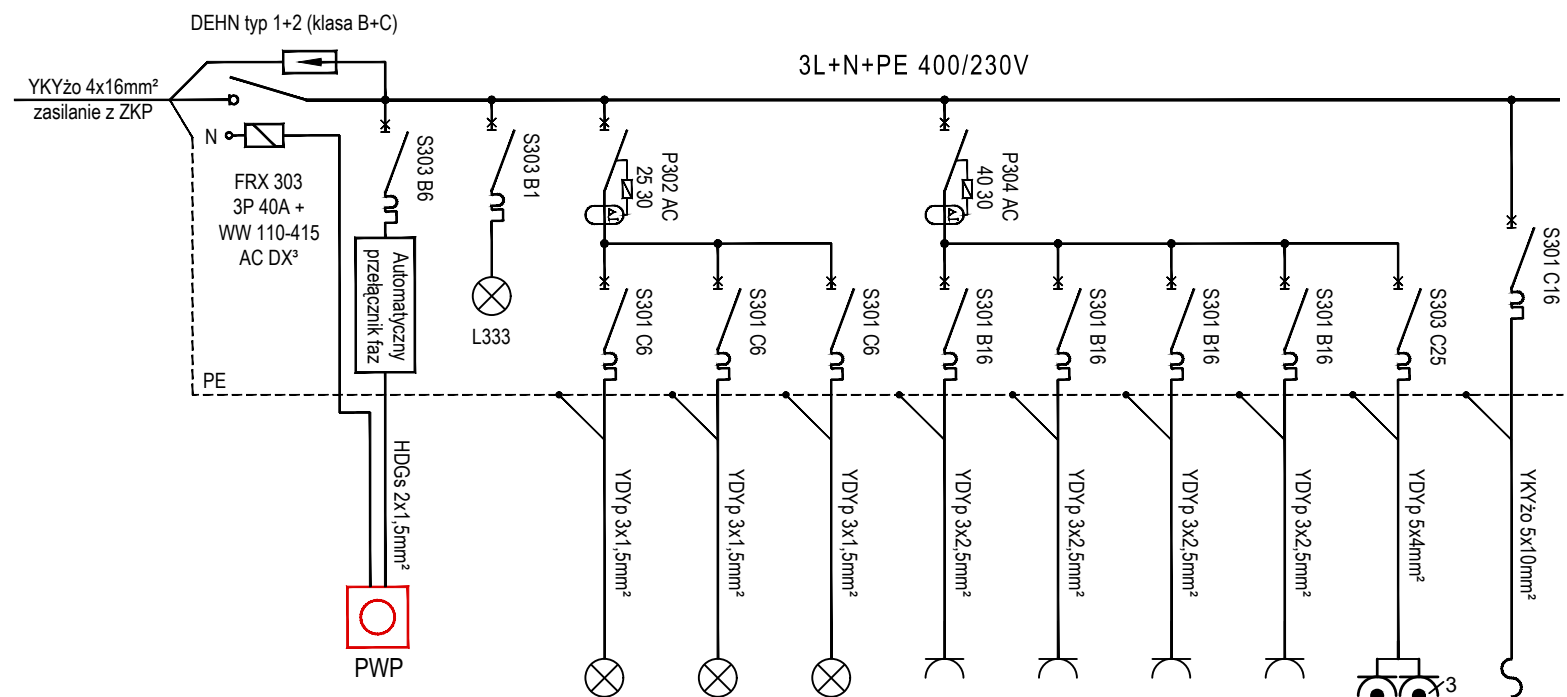 DEHN typ 1+2 (klasa B+C)
3L+N+PE 400/230V
YKYżo 4x16mm²
zasilanie z ZKP
N
FRX 303
3P 40A +
WW 110-415
AC DX³
S303 B6
Automatyczny
przełącznik faz
S303 B1
L333
P302 AC
25 30
P304 AC
40 30
S301 C6
S301 C6
S301 C6
S301 B16
S301 B16
S301 B16
S301 B16
S303 C25
S301 C16
PE
HDGs 2x1,5mm²
YDYp 3x1,5mm²
YDYp 3x1,5mm²
YDYp 3x1,5mm²
YDYp 3x2,5mm²
YDYp 3x2,5mm²
YDYp 3x2,5mm²
YDYp 3x2,5mm²
YDYp 5x4mm²
YKYżo 5x10mm²
PWP
3